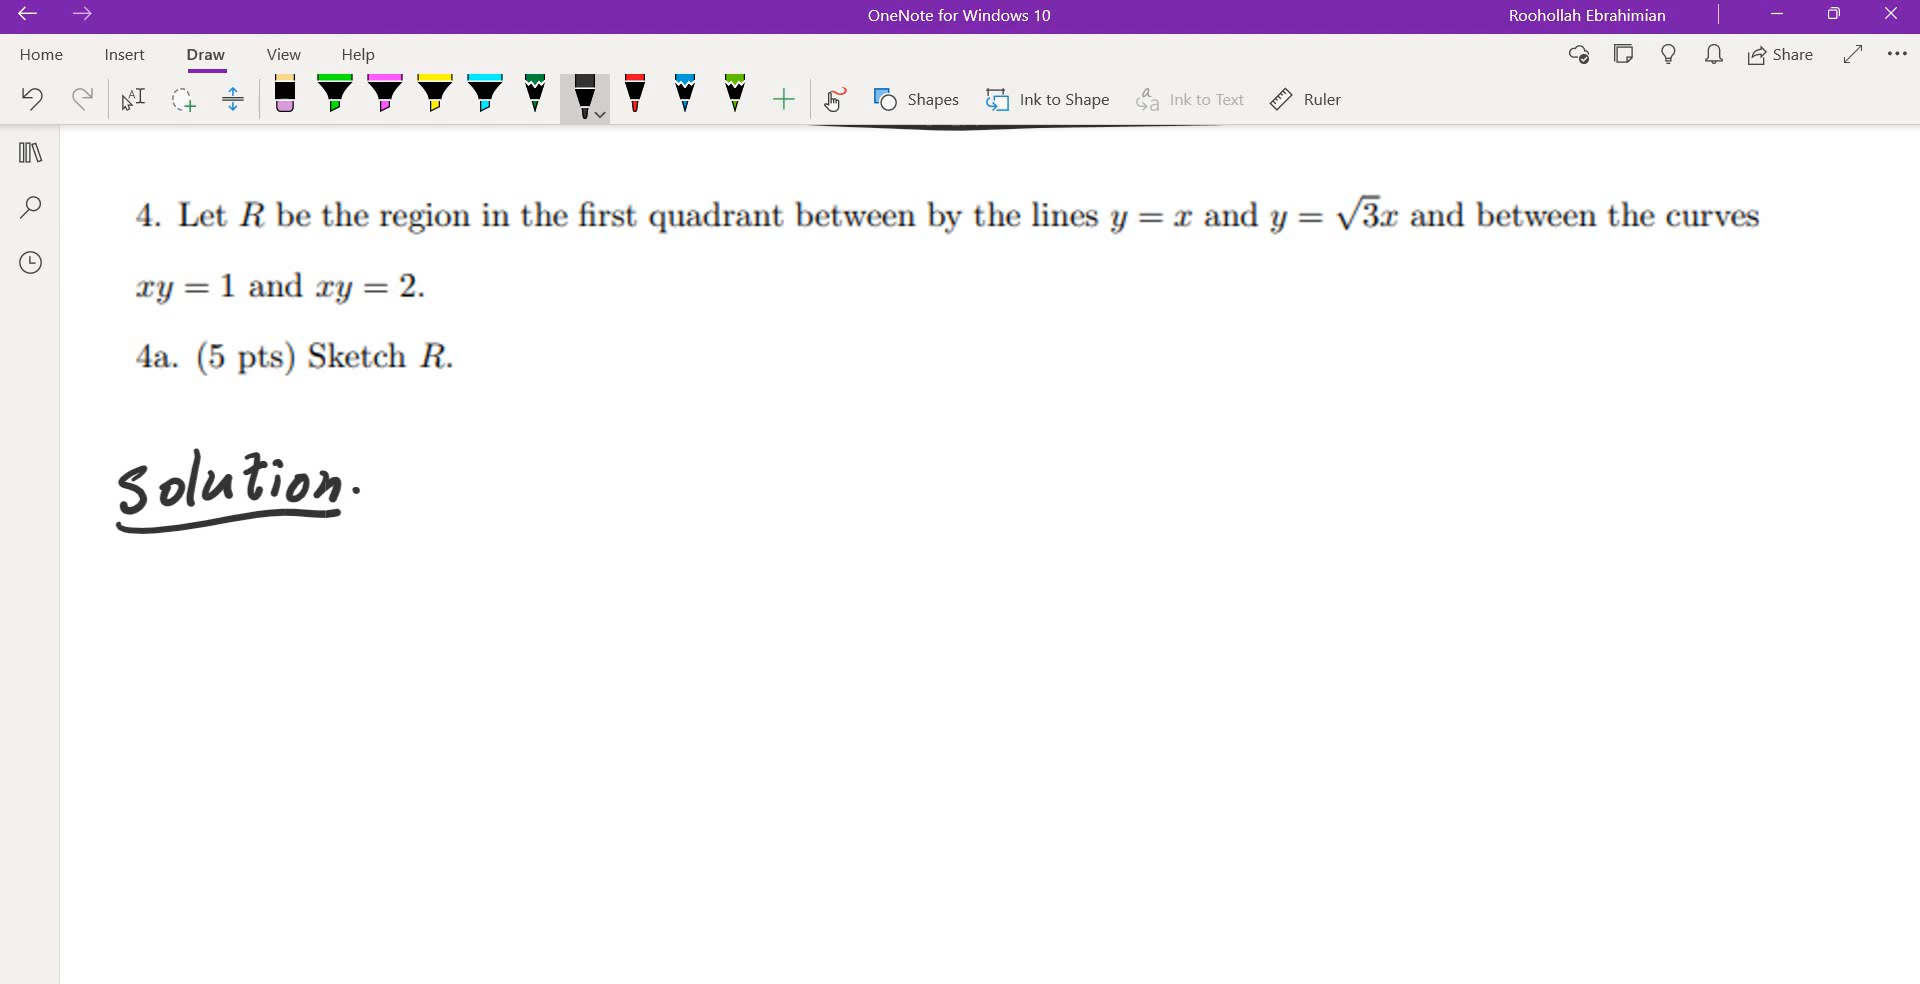 OneNote for Windows 10
Roohollah Ebrahimian
Home Insert Draw View Help
Share
Shapes Ink to Shape Ink to Text Ruler
4. Let R be the region in the first quadrant between by the lines y = x and y = √3x and between the curves
xy = 1 and xy = 2.
4a. (5 pts) Sketch R.
Solution.